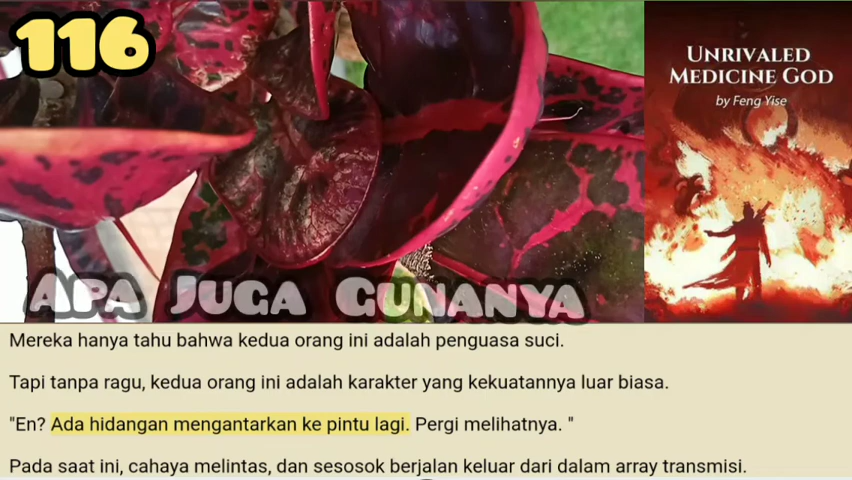 116
UNRIVALED
MEDICINE GOD
by Feng Yise
APA JUGA GUNANYA
Mereka hanya tahu bahwa kedua orang ini adalah penguasa suci.
Tapi tanpa ragu, kedua orang ini adalah karakter yang kekuatannya luar biasa.
"En? Ada hidangan mengantarkan ke pintu lagi. Pergi melihatnya. "
Pada saat ini, cahaya melintas, dan sesosok berjalan keluar dari dalam array transmisi.